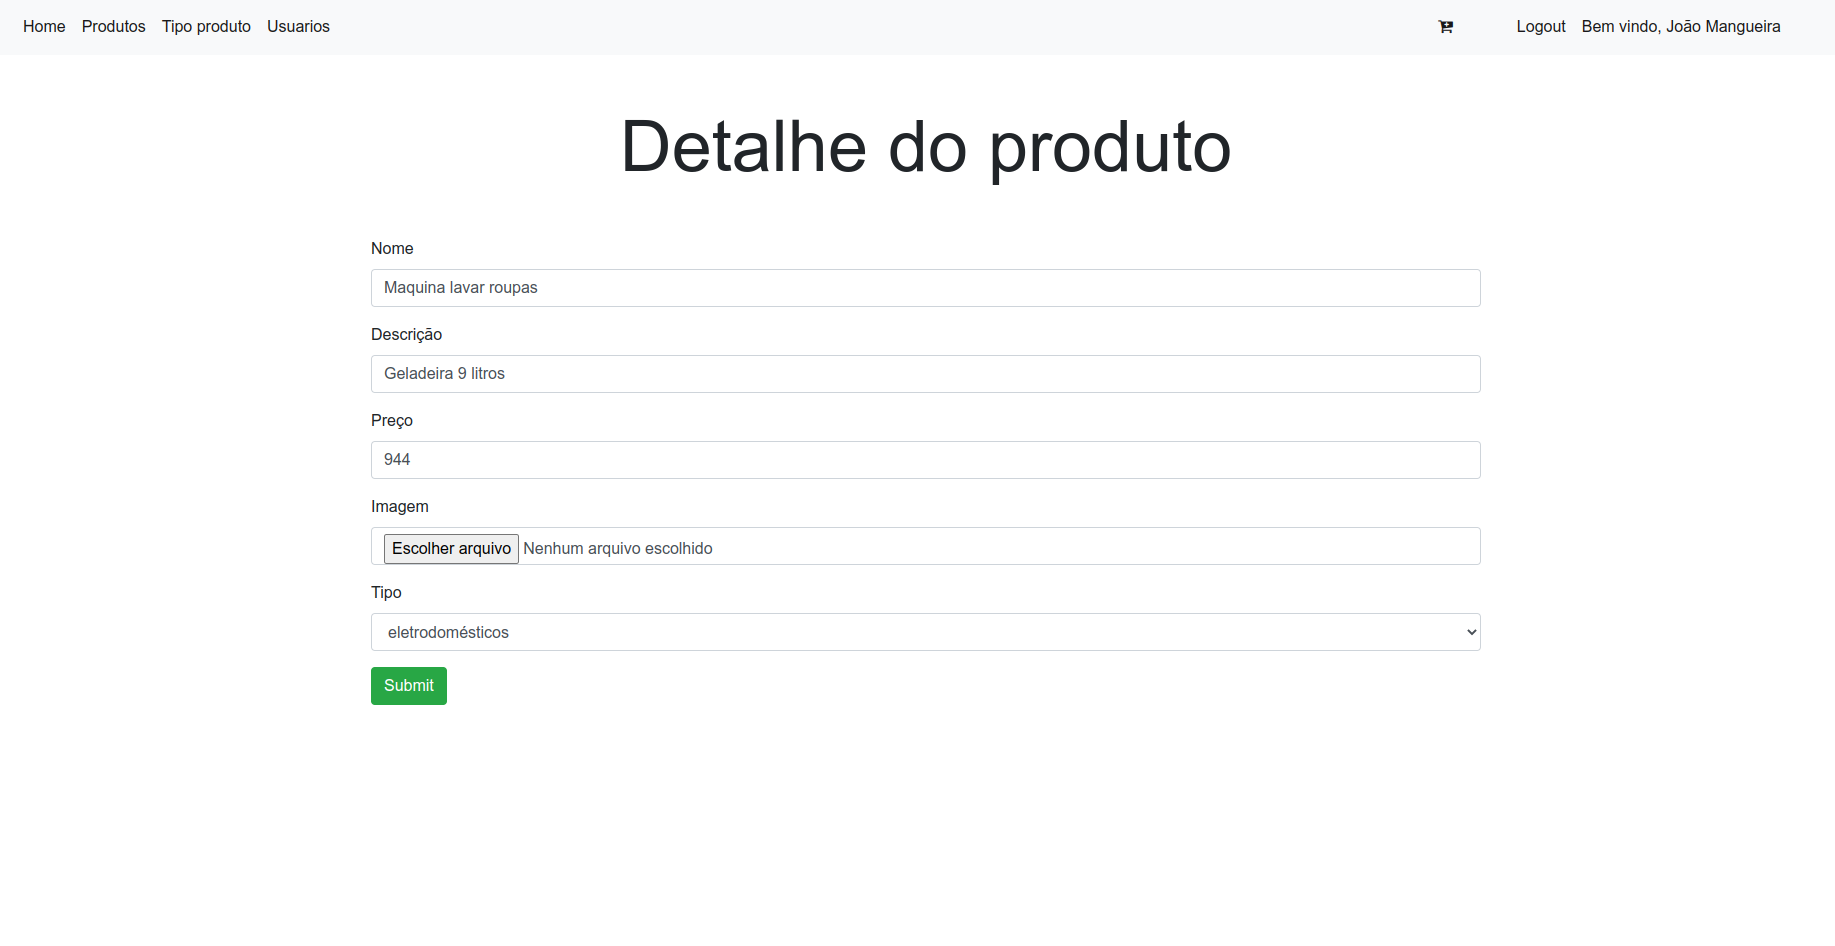 Home Produtos Tipo produto Usuarios Logout Bem vindo, João Mangueira
Detalhe do produto
Nome
Maquina lavar roupas
Descrição
Geladeira 9 litros
Preço
944
Imagem
Escolher arquivo Nenhum arquivo escolhido
Tipo
eletrodomésticos
Submit